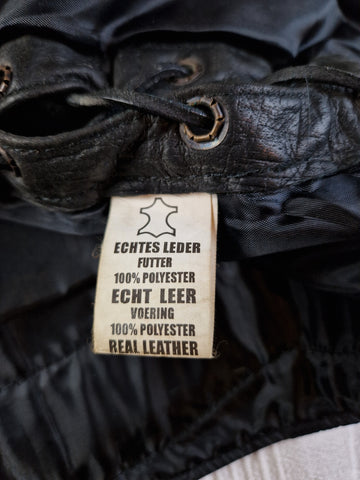 ECHTES LEDER
FUTTER
100% POLYESTER
ECHT LEER
VOERING
100% POLYESTER
REAL LEATHER